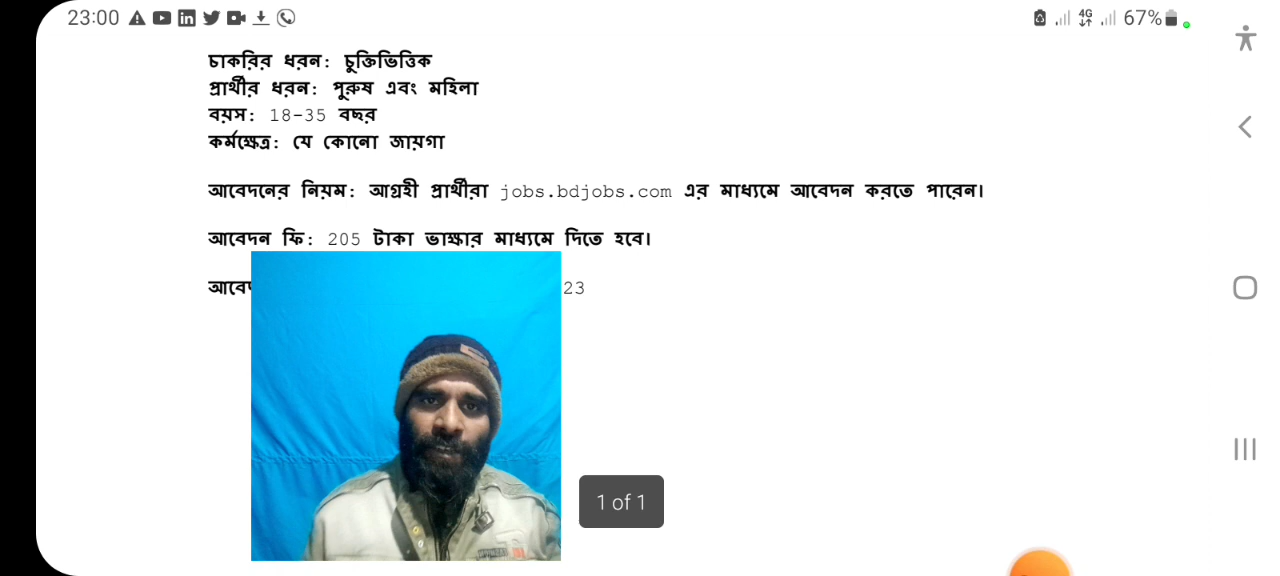 23:00
4G
67%
চাকরির ধরন: চুক্তিভিত্তিক
প্রার্থীর ধরন: পুরুষ এবং মহিলা
বয়স: 18-35 বছর
কর্মক্ষেত্র: যে কোনো জায়গা
আবেদনের নিয়ম: আগ্রহী প্রার্থীরা jobs.bdjobs.com এর মাধ্যমে আবেদন করতে পারেন।
আবেদন ফি: 205 টাকা ভাক্ষার মাধ্যমে দিতে হবে।
23
1 of 1